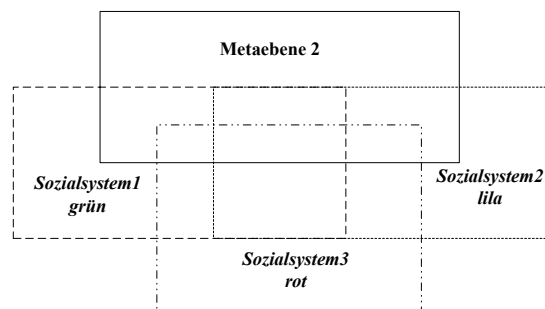 Metaebene 2
Sozialsystem1
grün
Sozialsystem2
lila
Sozialsystem3
rot